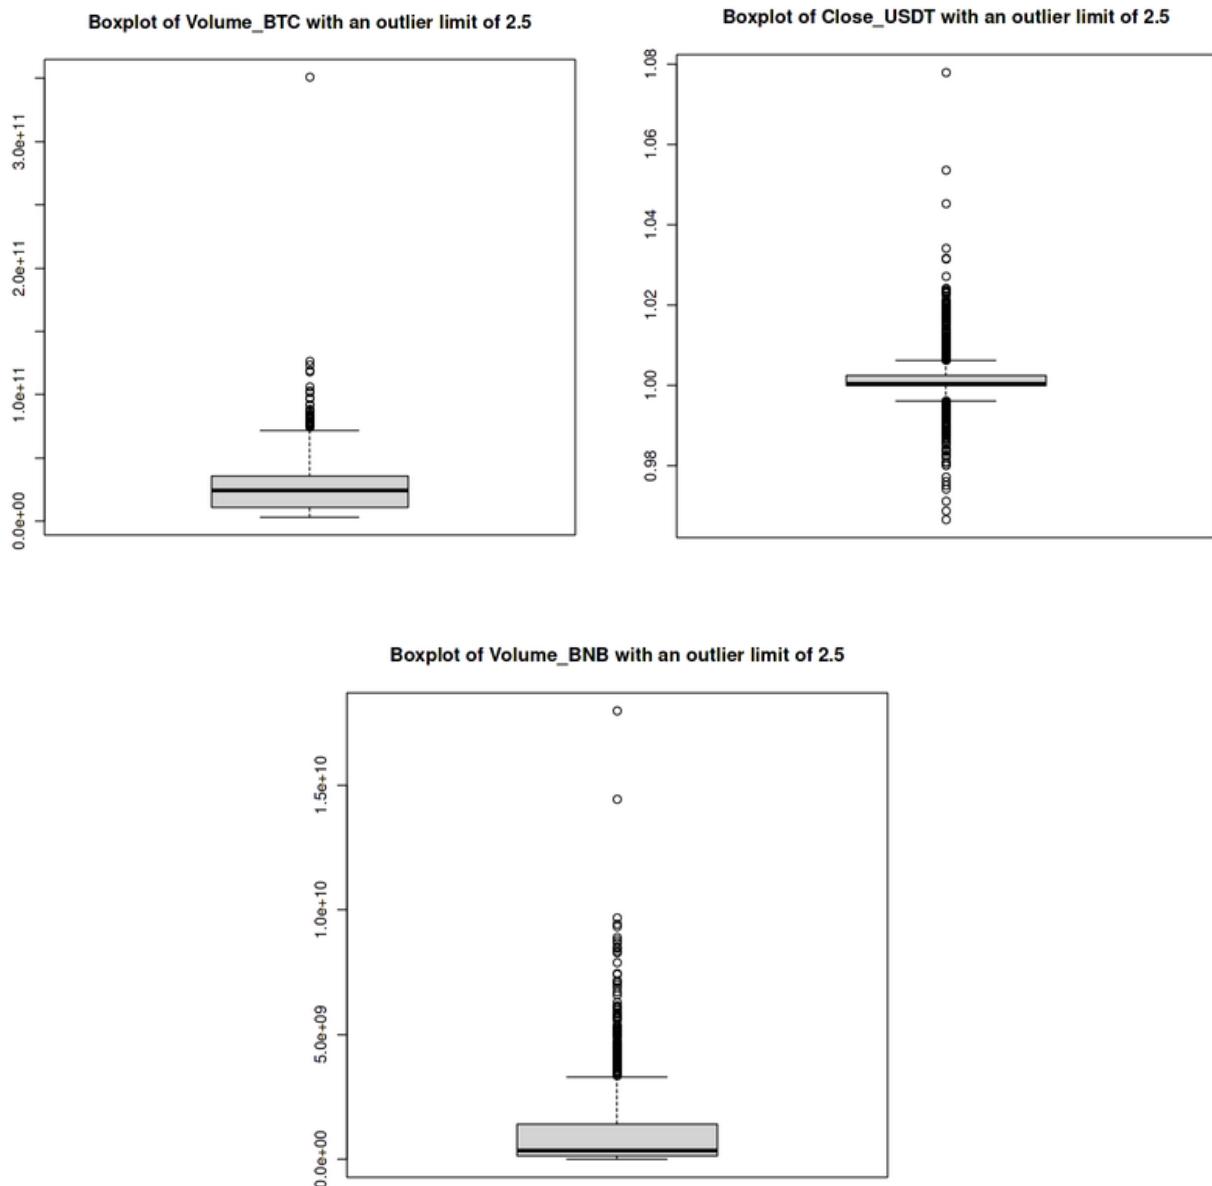 Boxplot of Volume_BTC with an outlier limit of 2.5
3.0e+11
2.0e+11
1.0e+11
0.0e+00
Boxplot of Close_USDT with an outlier limit of 2.5
1.08
1.06
1.04
1.02
1.00
0.98
Boxplot of Volume_BNB with an outlier limit of 2.5
1.5e+10
1.0e+10
5.0e+09
0.0e+00